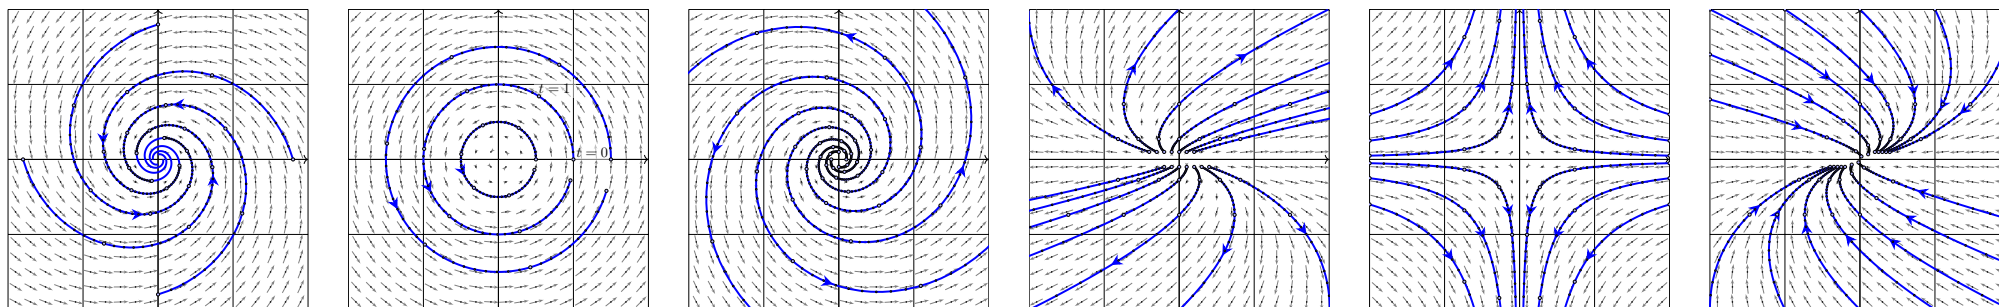 t = 1
t = 0